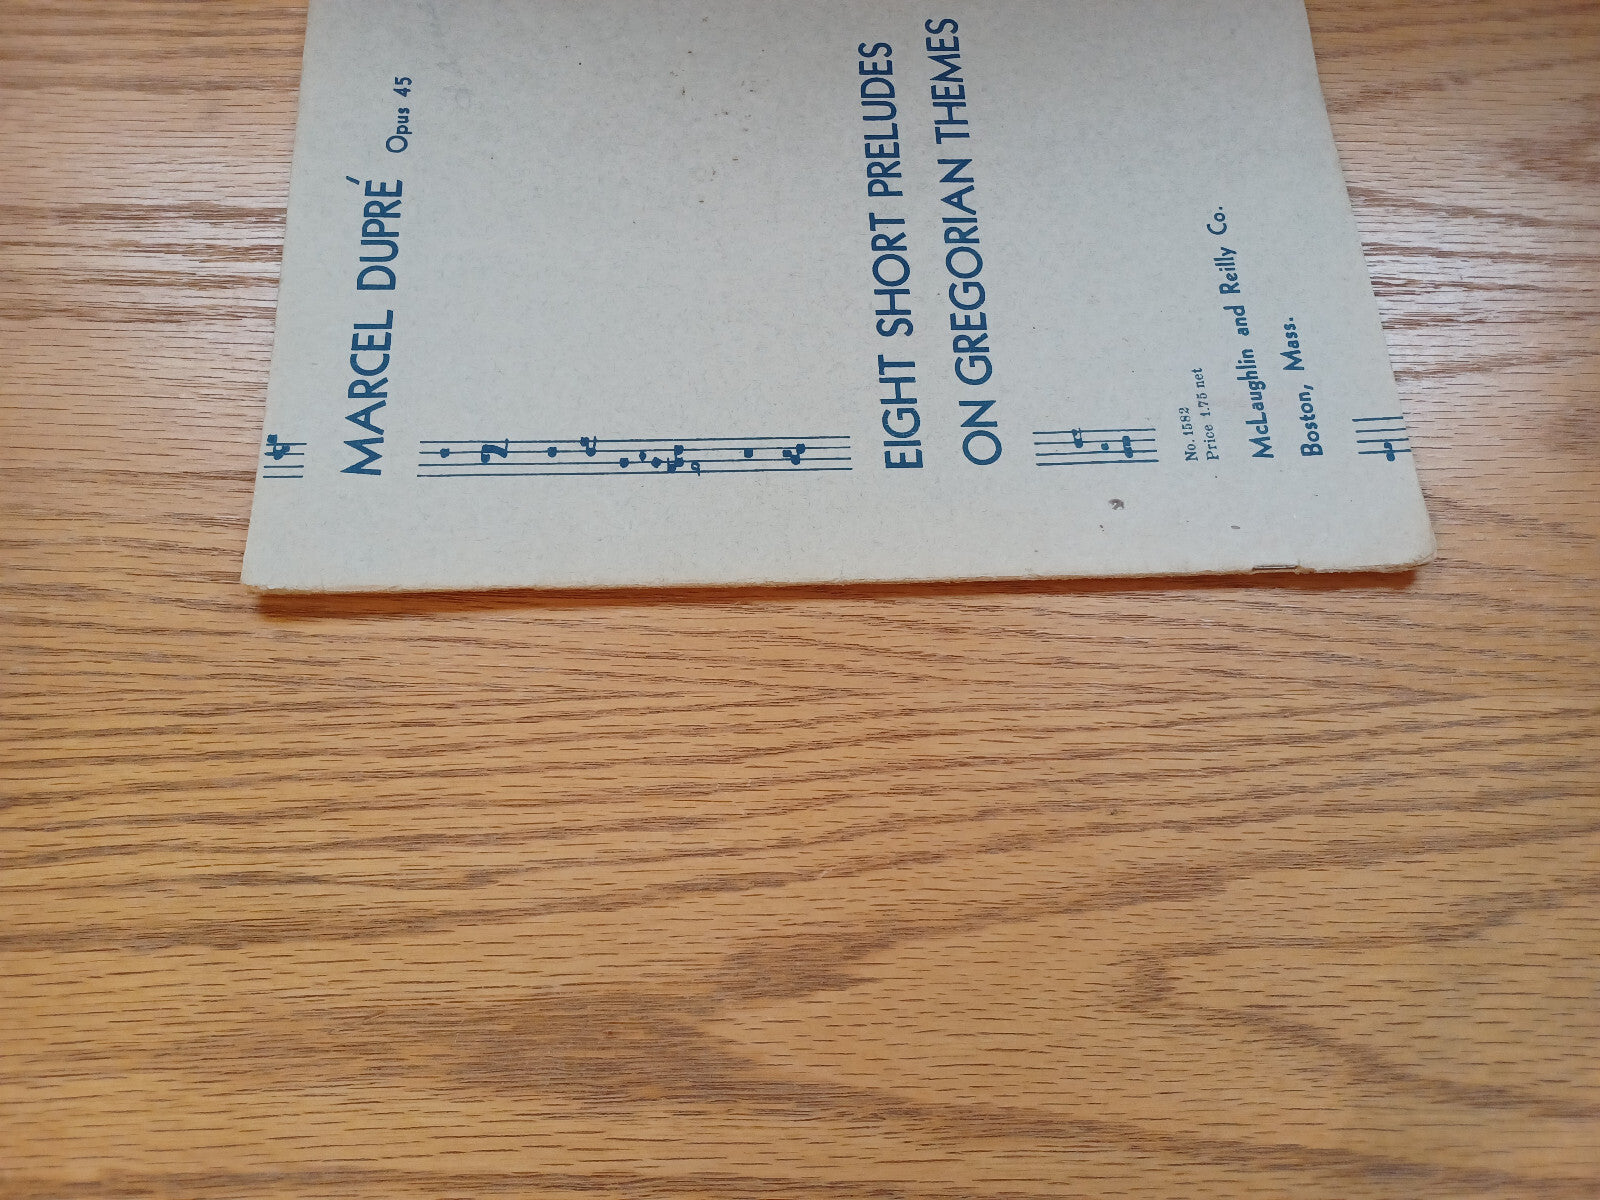 MARCEL DUPRÉ
Opus 45
EIGHT SHORT PRELUDES
ON GREGORIAN THEMES
No. 1582
Price 1.75 net
McLaughlin and Reilly Co.
Boston, Mass.